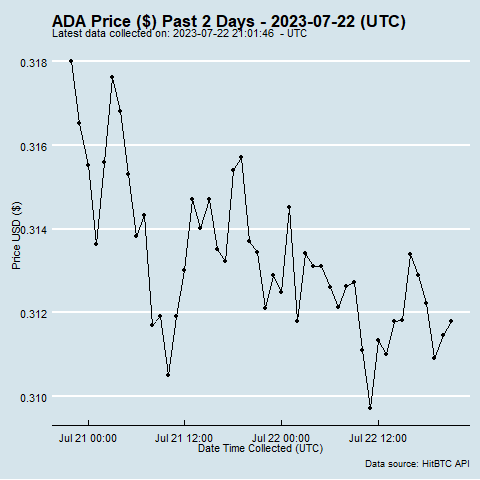 ADA Price ($) Past 2 Days - 2023-07-22 (UTC)
Latest data collected on: 2023-07-22 21:01:46 - UTC
0.318
0.316
0.314
0.312
0.310
Price USD ($)
Jul 21 00:00
Jul 21 12:00
Jul 22 00:00
Jul 22 12:00
Date Time Collected (UTC)
Data source: HitBTC API